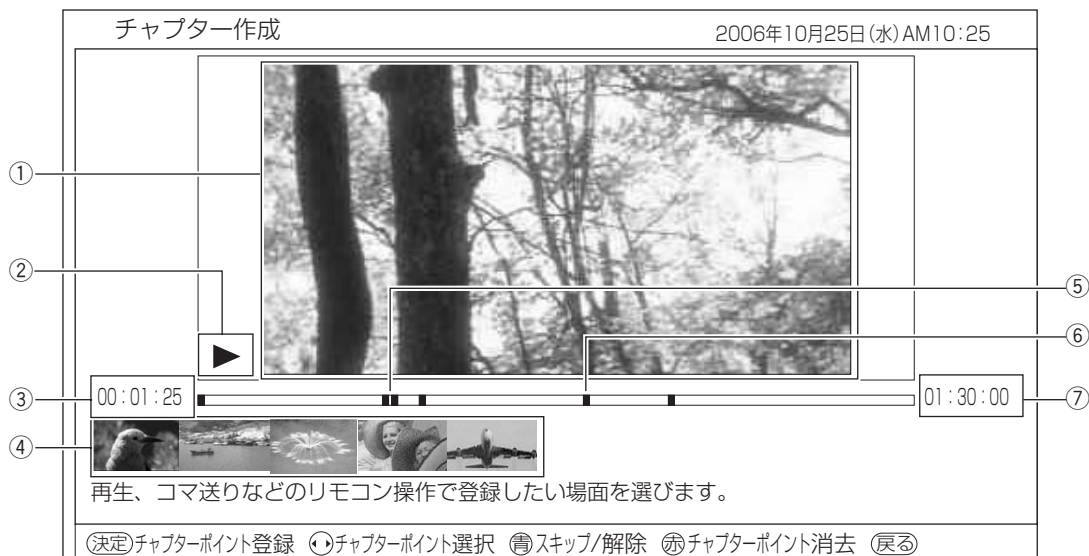 チャプター作成
2006年10月25日(水)AM10:25
①
②
⑤
⑥
③
00:01:25
01:30:00
⑦
④
再生、コマ送りなどのリモコン操作で登録したい場面を選びます。
決定チャプターポイント登録 チャプターポイント選択 青スキップ/解除 赤チャプターポイント消去 戻る